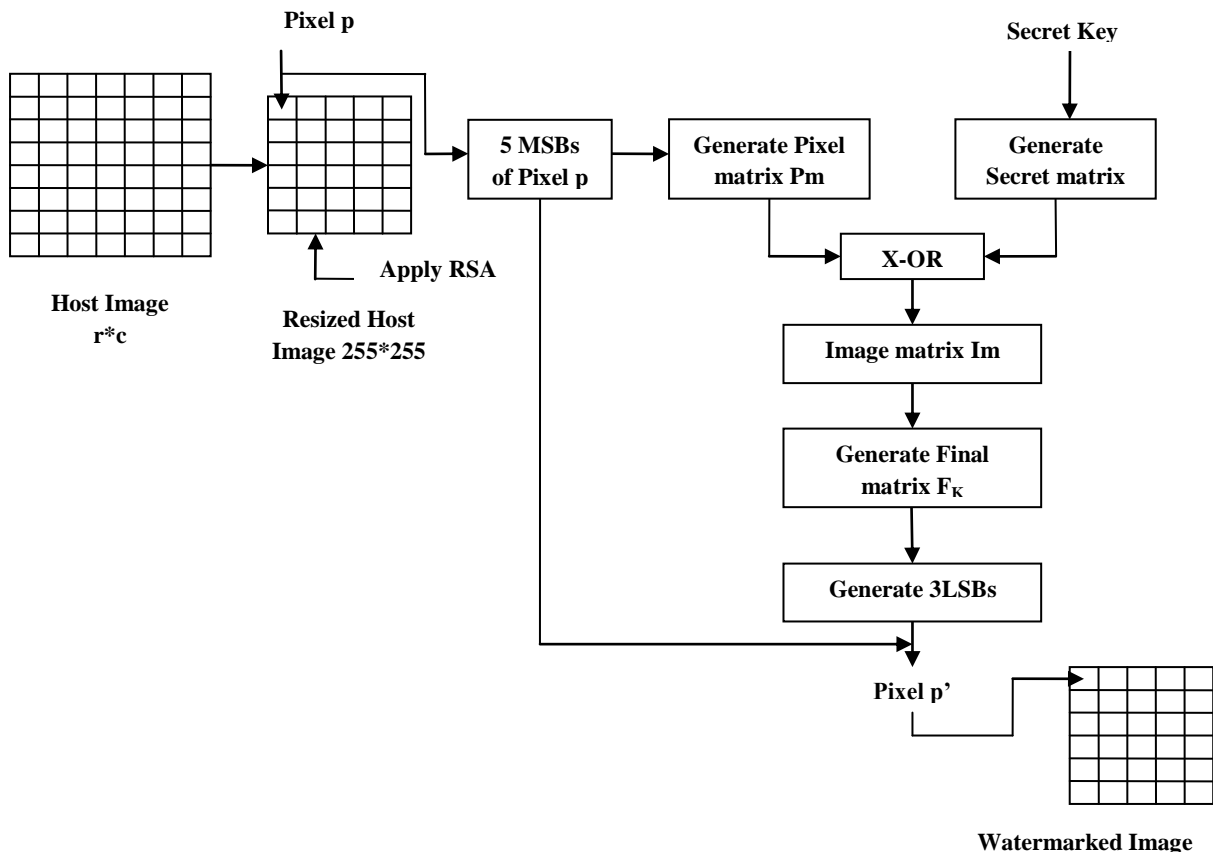 Pixel p
Secret Key
5 MSBs
of Pixel p
Generate Pixel
matrix Pm
Generate
Secret matrix
X-OR
Apply RSA
Host Image
r*c
Resized Host
Image 255*255
Image matrix Im
Generate Final
matrix F_K
Generate 3LSBs
Pixel p’
Watermarked Image